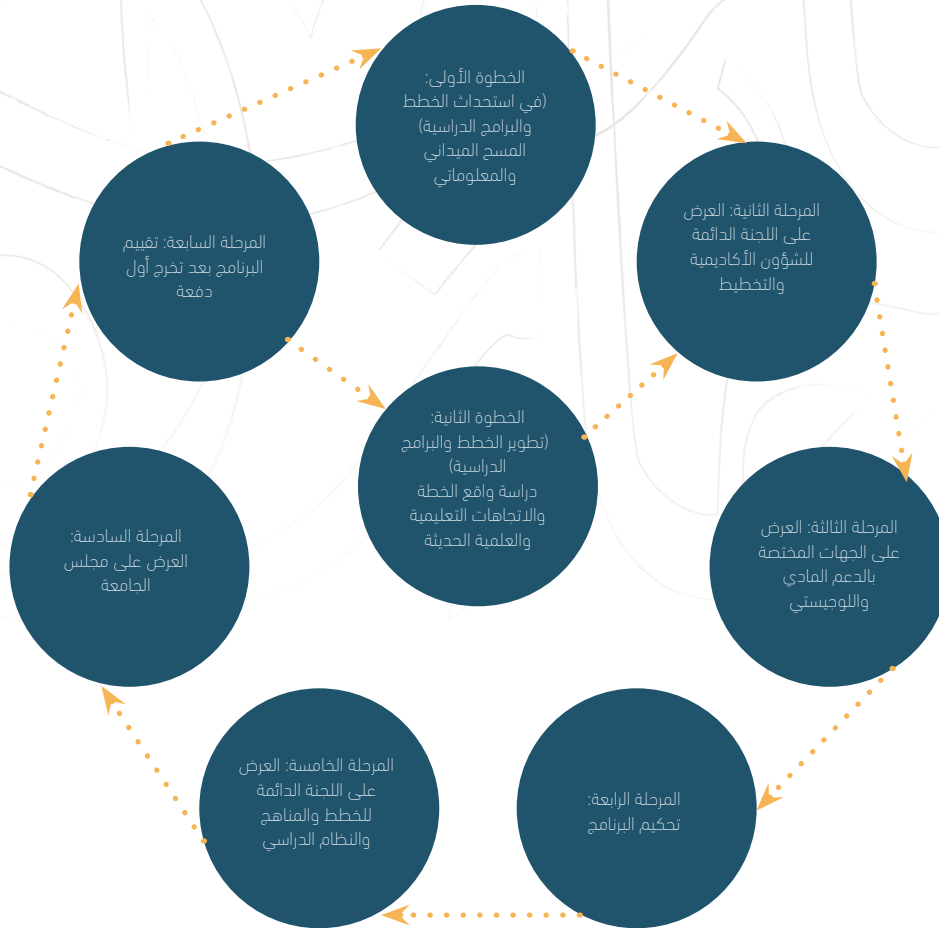 الخطوة الأولى:
(في استحداث الخطط
والبرامج الدراسية)
المسح الميداني
والمعلوماتي
المرحلة الثانية: العرض
على اللجنة الدائمة
للشؤون الأكاديمية
والتخطيط
المرحلة السابعة: تقييم
البرنامج بعد تخرج أول
دفعة
الخطوة الثانية:
(تطوير الخطط والبرامج
الدراسية)
دراسة واقع الخطة
والاتجاهات التعليمية
والعلمية الحديثة
المرحلة الثالثة: العرض
على الجهات المختصة
بالدعم المادي
واللوجيستي
المرحلة السادسة:
العرض على مجلس
الجامعة
المرحلة الرابعة:
تحكيم البرنامج
المرحلة الخامسة: العرض
على اللجنة الدائمة
للخطط والمناهج
والنظام الدراسي